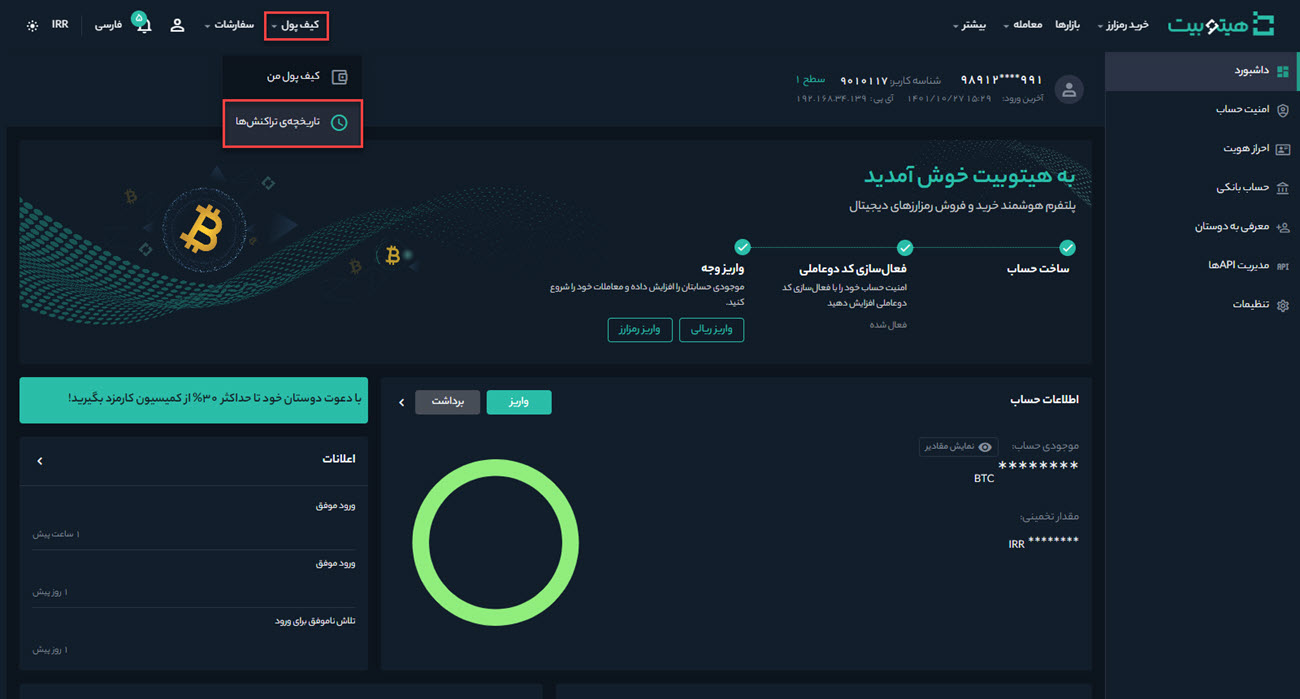 هیتوبیت
خرید رمزارز
بازارها
معامله
بیشتر
کیف پول
سفارشات
۵
فارسی
IRR
کیف پول من
تاریخچه‌ی تراکنش‌ها
داشبورد
امنیت حساب
احراز هویت
حساب بانکی
معرفی به دوستان
API مدیریت APIها
تنظیمات
۹۸۹۱۲****۹۹۱ شناسه کاربر: ۹۰۱۰۱۱۷ سطح ۱
آخرین ورود: ۱۵:۲۹ ۱۴۰۱/۱۰/۲۷ آی پی: ۱۹۲.۱۶۸.۳۴.۱۳۹
به هیتوبیت خوش آمدید
پلتفرم هوشمند خرید و فروش رمزارزهای دیجیتال
ساخت حساب
فعال‌سازی کد دوعاملی
امنیت حساب خود را با فعال‌سازی کد
دوعاملی افزایش دهید
فعال شده
واریز وجه
موجودی حسابتان را افزایش داده و معاملات خود را شروع
کنید.
واریز ریالی
واریز رمزارز
اطلاعات حساب
واریز
برداشت
موجودی حساب:
نمایش مقادیر
********
BTC
مقدار تخمینی:
******** IRR
با دعوت دوستان خود تا حداکثر ۳۰% از کمیسیون کارمزد بگیرید!
اعلانات
ورود موفق
۱ ساعت پیش
ورود موفق
۱ روز پیش
تلاش ناموفق برای ورود
۱ روز پیش